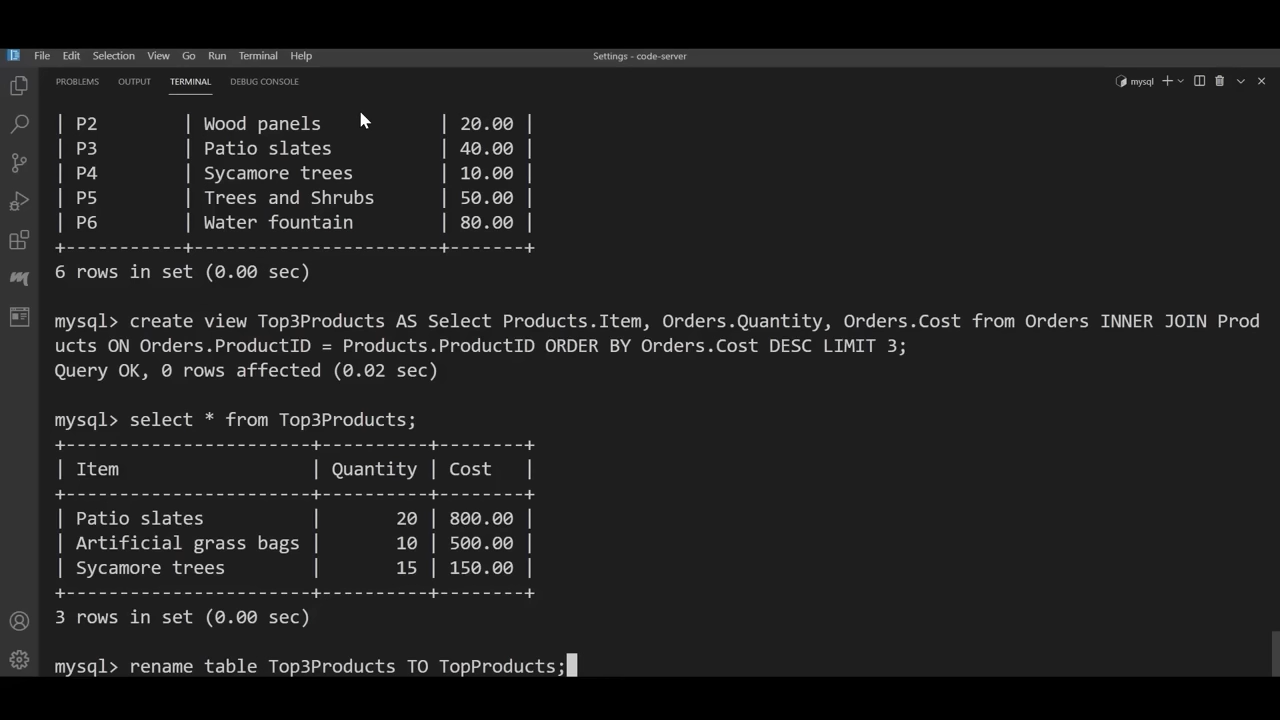 File Edit Selection View Go Run Terminal Help
Settings - code-server
PROBLEMS OUTPUT TERMINAL DEBUG CONSOLE
mysql
| P2        | Wood panels           | 20.00 |
| P3        | Patio slates          | 40.00 |
| P4        | Sycamore trees        | 10.00 |
| P5        | Trees and Shrubs      | 50.00 |
| P6        | Water fountain        | 80.00 |
+-----------+-----------------------+-------+
6 rows in set (0.00 sec)
mysql> create view Top3Products AS Select Products.Item, Orders.Quantity, Orders.Cost from Orders INNER JOIN Prod
ucts ON Orders.ProductID = Products.ProductID ORDER BY Orders.Cost DESC LIMIT 3;
Query OK, 0 rows affected (0.02 sec)
mysql> select * from Top3Products;
+-----------------------+----------+--------+
| Item                  | Quantity | Cost   |
+-----------------------+----------+--------+
| Patio slates          |       20 | 800.00 |
| Artificial grass bags |       10 | 500.00 |
| Sycamore trees        |       15 | 150.00 |
+-----------------------+----------+--------+
3 rows in set (0.00 sec)
mysql> rename table Top3Products TO TopProducts;